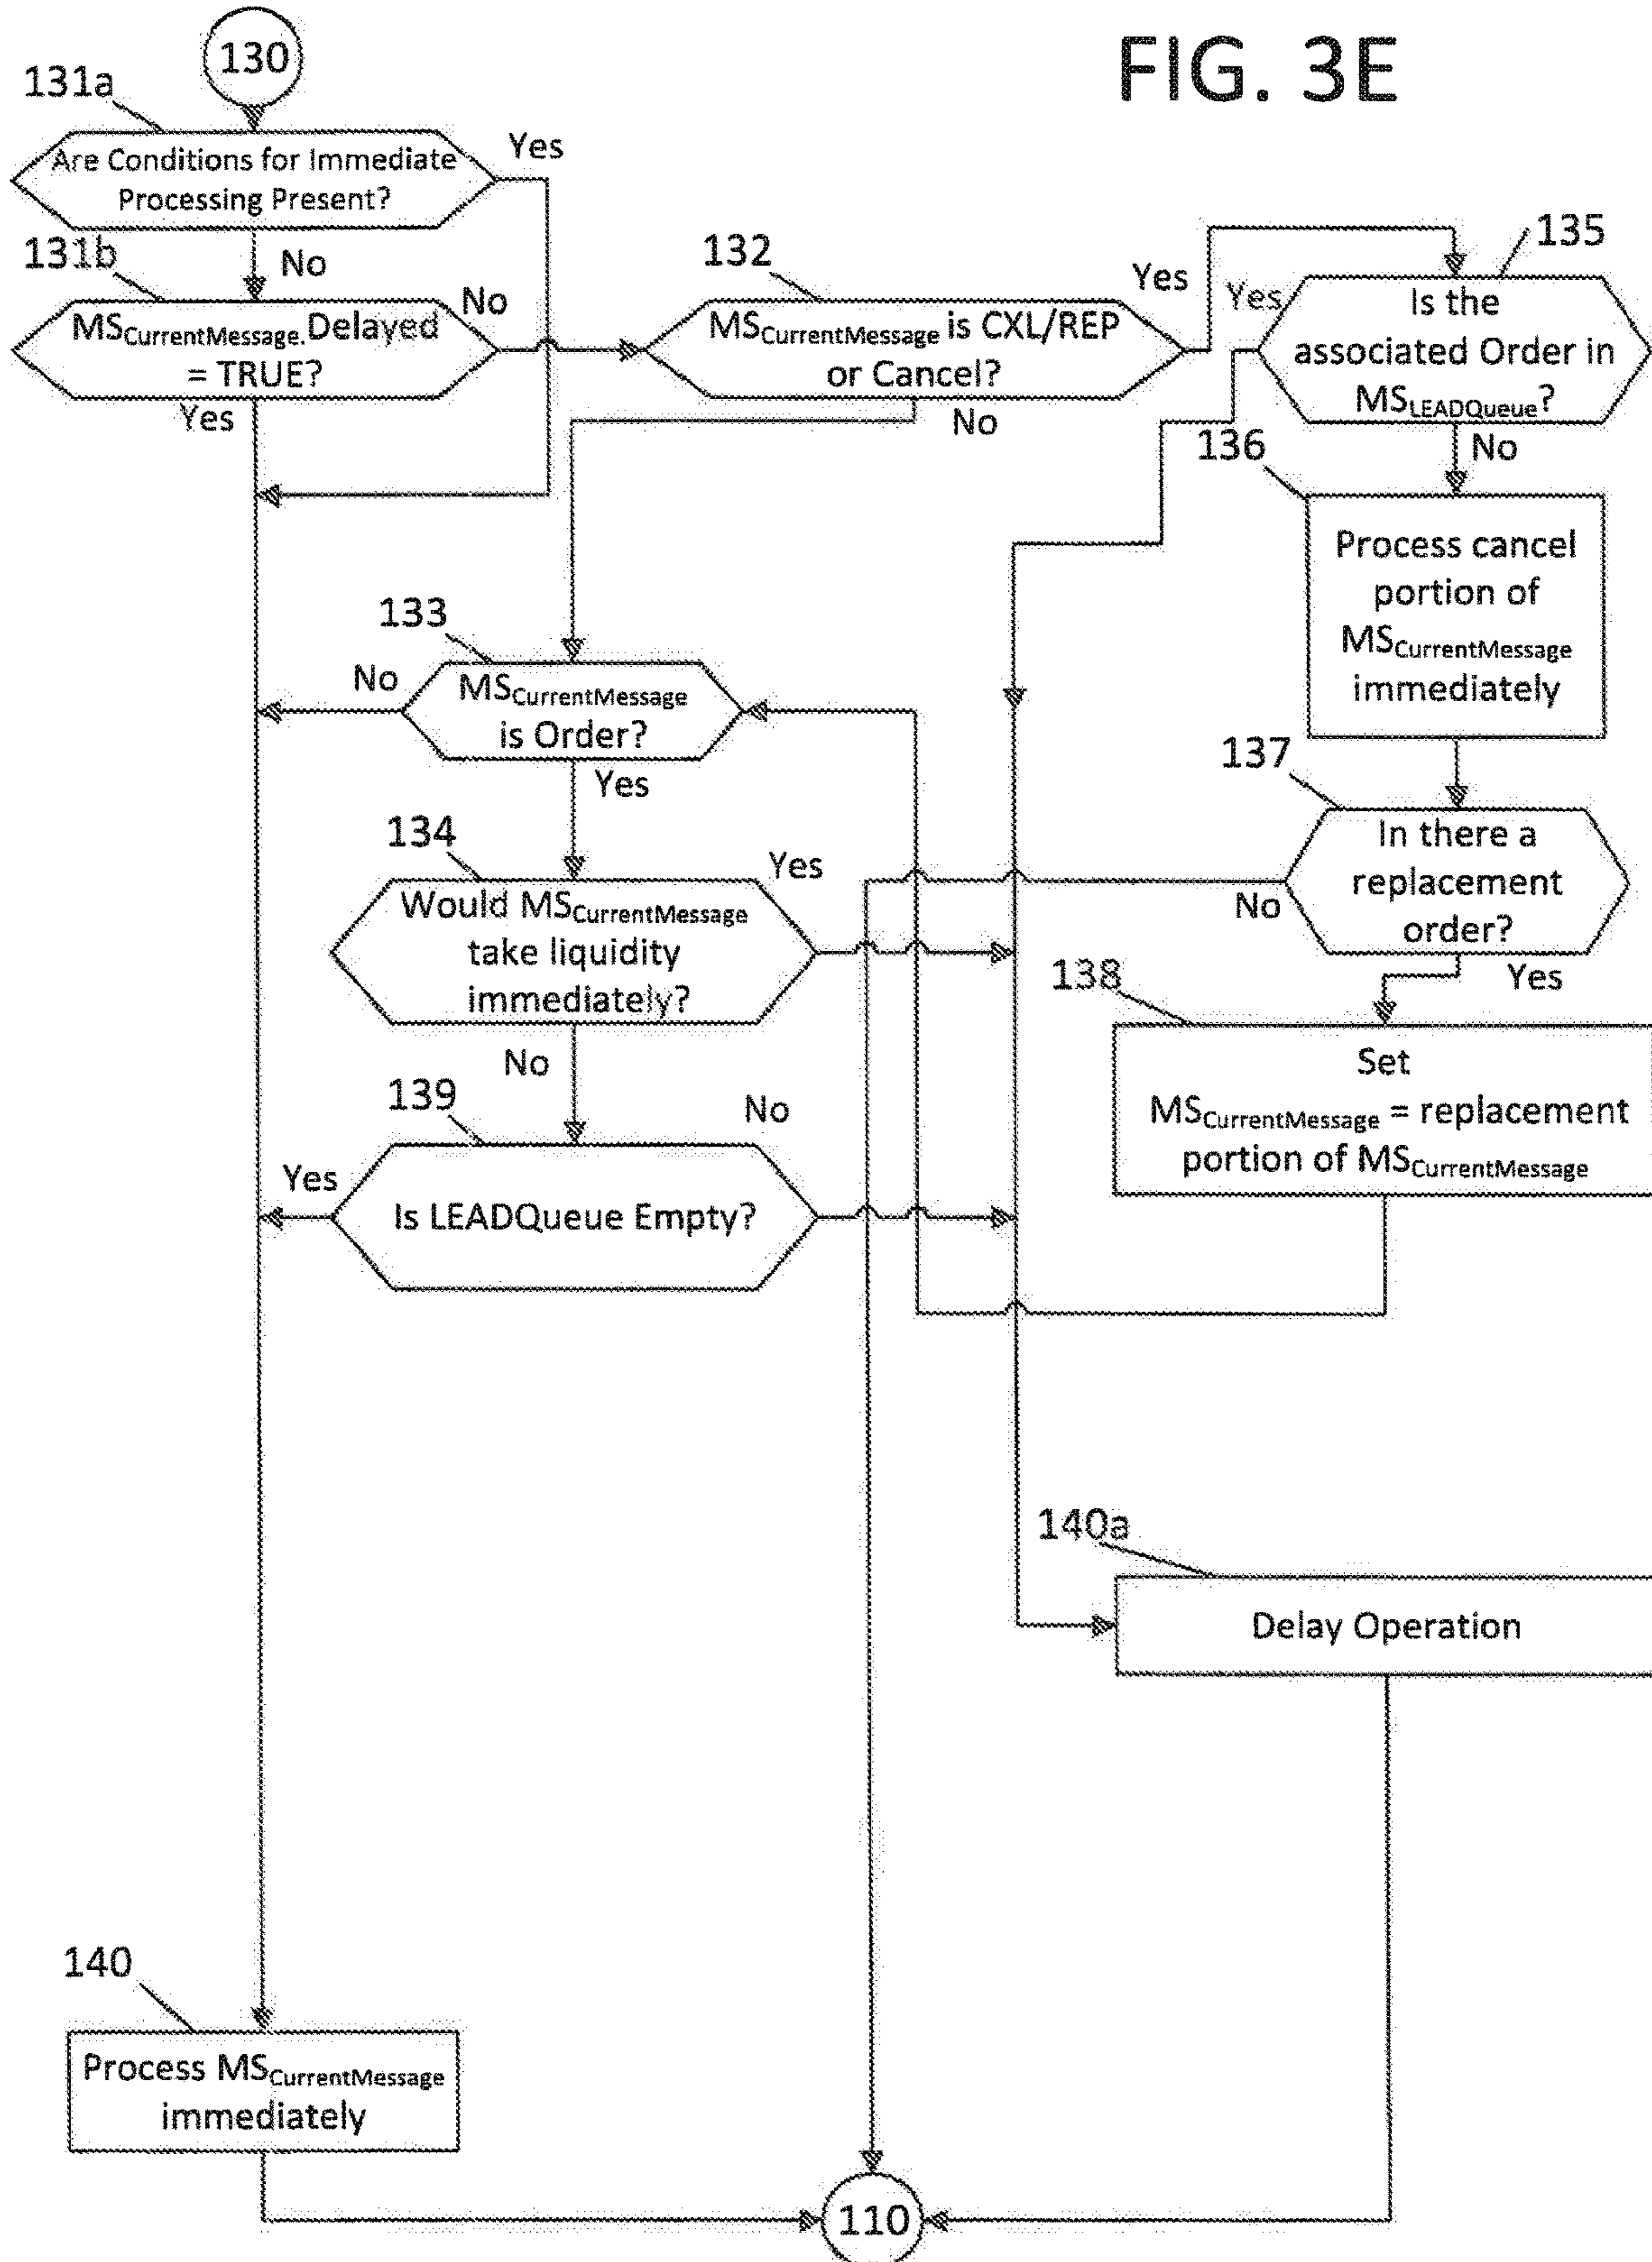 FIG. 3E
130
131a
Are Conditions for Immediate
Processing Present?
Yes
No
131b
MSCurrentMessage.Delayed
= TRUE?
No
Yes
132
MSCurrentMessage is CXL/REP
or Cancel?
Yes
No
135
Is the
associated Order in
MSLEADQueue?
Yes
No
136
Process cancel
portion of
MSCurrentMessage
immediately
133
MSCurrentMessage
is Order?
No
Yes
137
In there a
replacement
order?
No
Yes
134
Would MSCurrentMessage
take liquidity
immediately?
Yes
No
138
Set
MSCurrentMessage = replacement
portion of MSCurrentMessage
139
Is LEADQueue Empty?
No
Yes
140a
Delay Operation
140
Process MSCurrentMessage
immediately
110